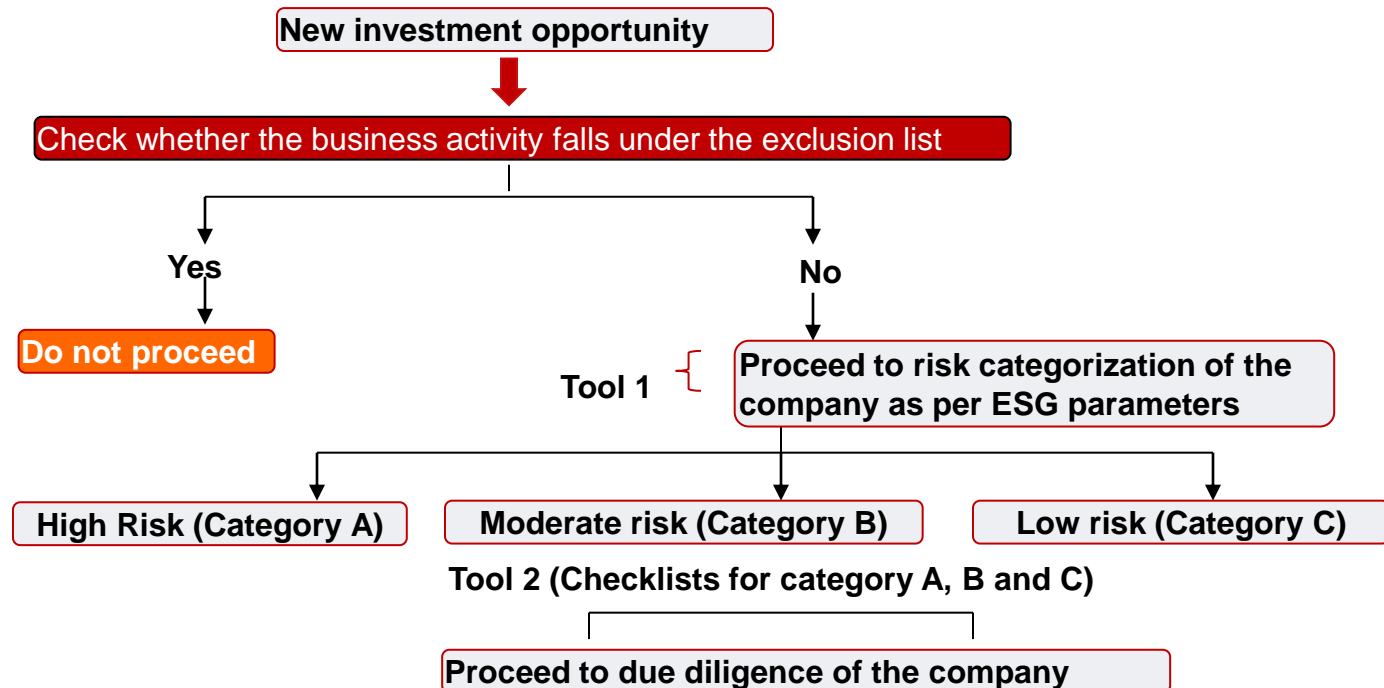 New investment opportunity
Check whether the business activity falls under the exclusion list
Yes
No
Do not proceed
Tool 1
Proceed to risk categorization of the
company as per ESG parameters
High Risk (Category A)
Moderate risk (Category B)
Low risk (Category C)
Tool 2 (Checklists for category A, B and C)
Proceed to due diligence of the company